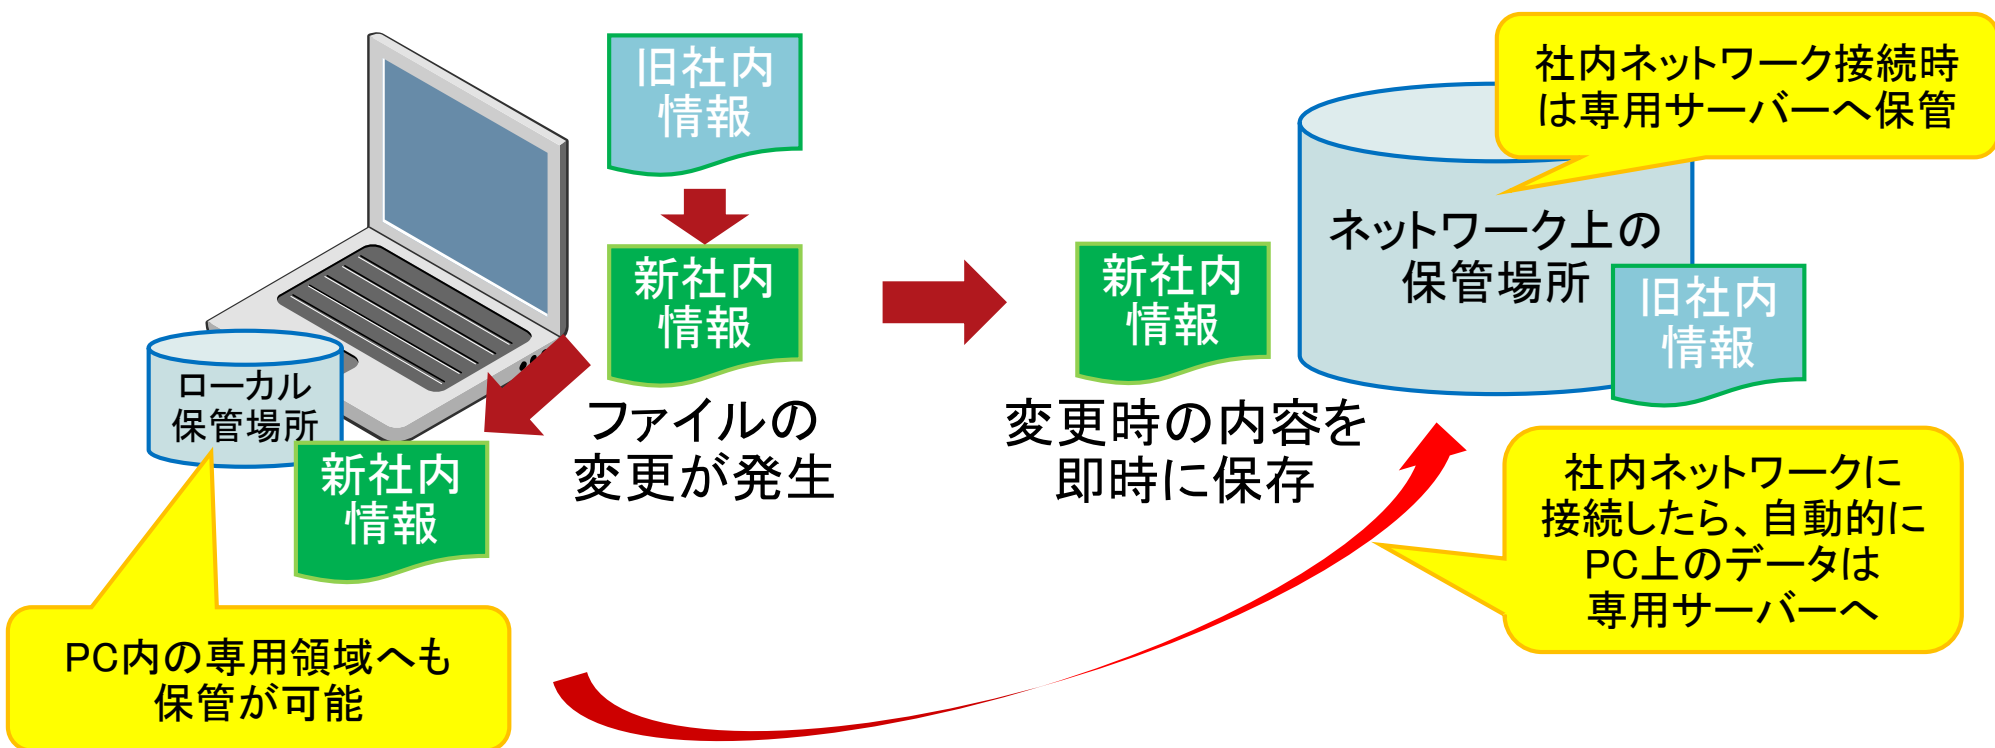 旧社内
情報
新社内
情報
ファイルの
変更が発生
ローカル
保管場所
新社内
情報
PC内の専用領域へも
保管が可能
新社内
情報
変更時の内容を
即時に保存
社内ネットワーク接続時
は専用サーバーへ保管
ネットワーク上の
保管場所
旧社内
情報
社内ネットワークに
接続したら、自動的に
PC上のデータは
専用サーバーへ